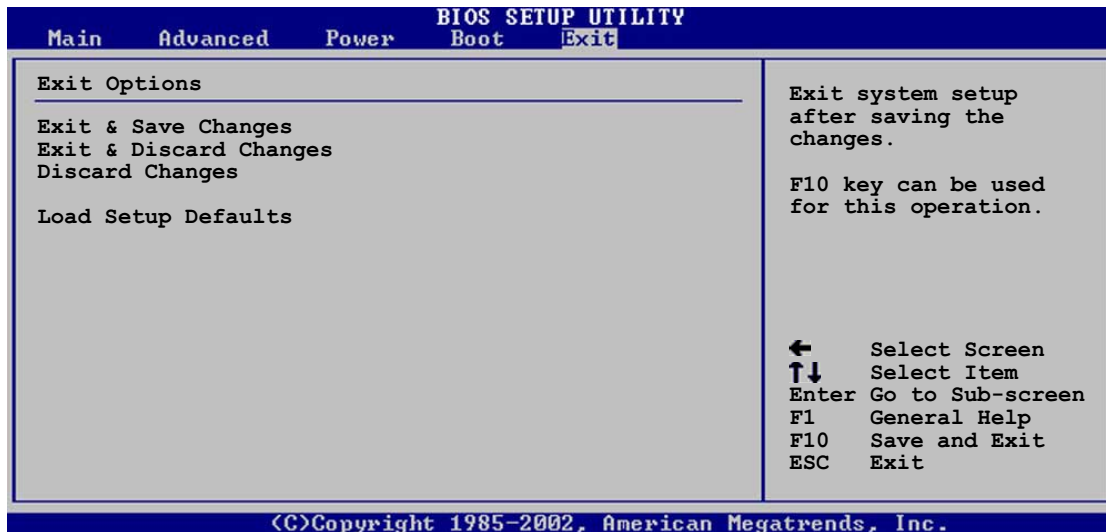 BIOS SETUP UTILITY
Main Advanced Power Boot Exit
Exit Options
Exit & Save Changes
Exit & Discard Changes
Discard Changes
Load Setup Defaults
Exit system setup
after saving the
changes.
F10 key can be used
for this operation.
← Select Screen
↑↓ Select Item
Enter Go to Sub-screen
F1 General Help
F10 Save and Exit
ESC Exit
(C)Copyright 1985-2002, American Megatrends, Inc.